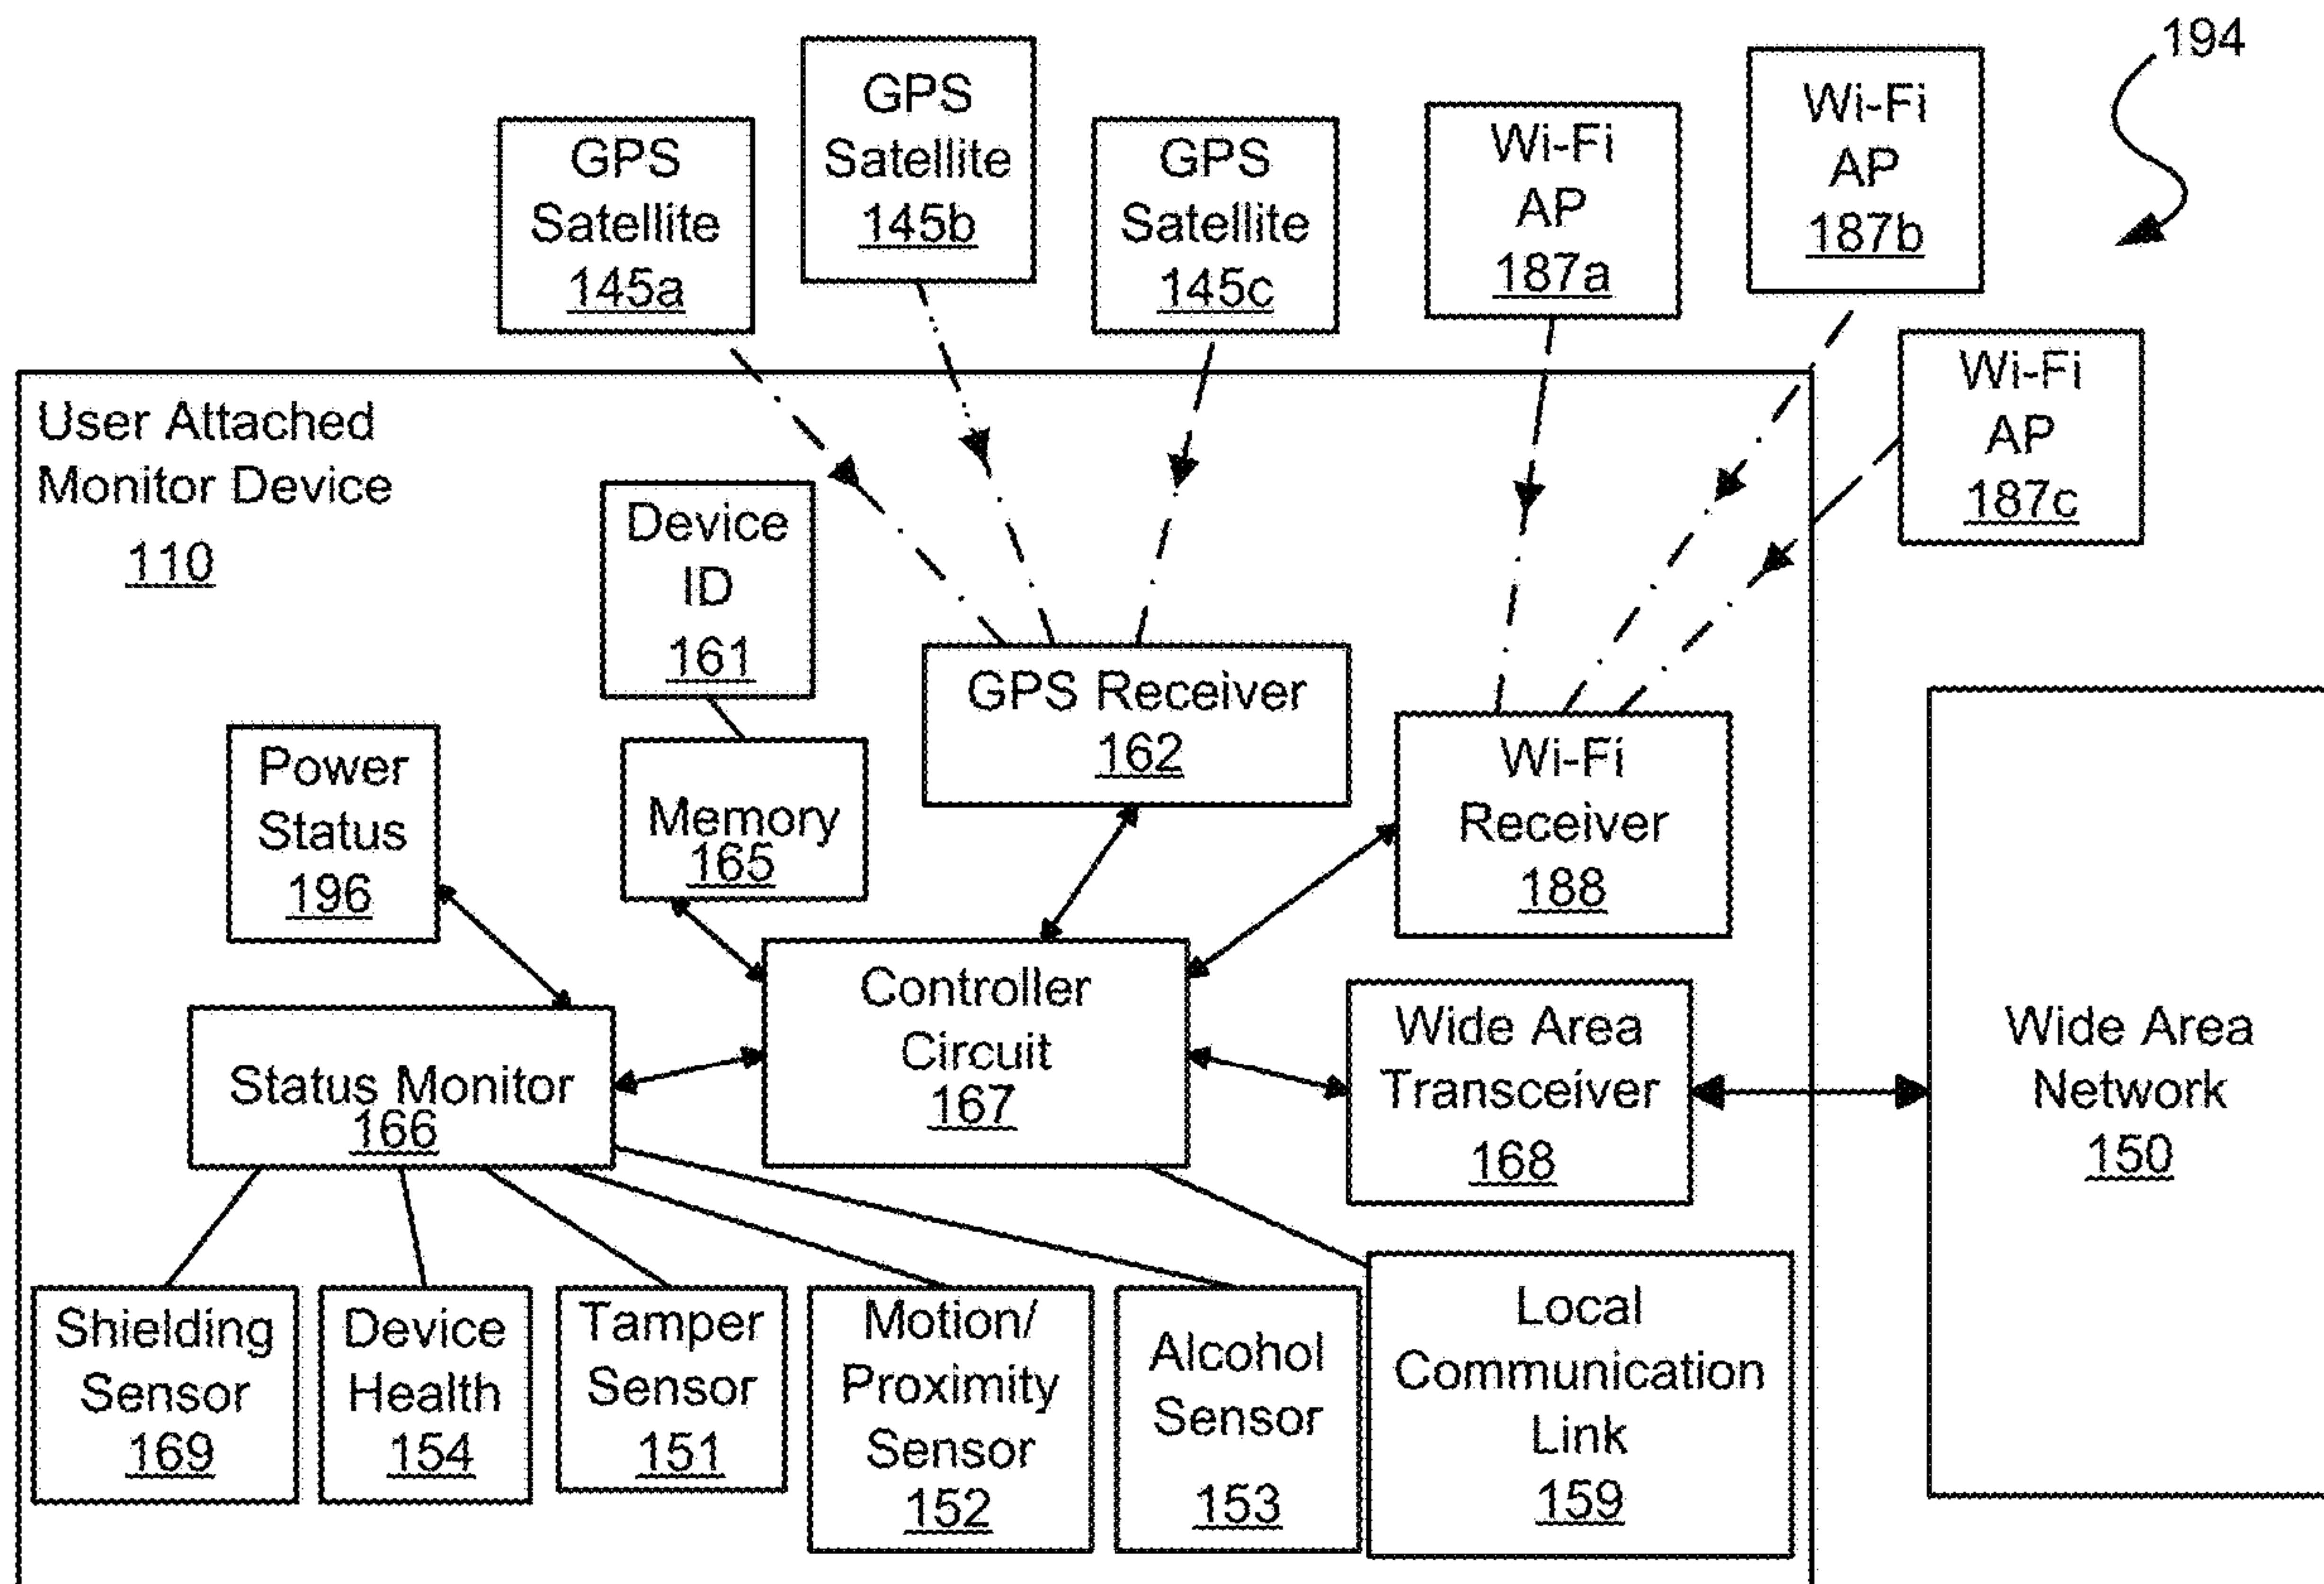 194
GPS
Satellite
145a
GPS
Satellite
145b
GPS
Satellite
145c
Wi-Fi
AP
187a
Wi-Fi
AP
187b
Wi-Fi
AP
187c
User Attached
Monitor Device
110
Device
ID
161
GPS Receiver
162
Power
Status
196
Memory
165
Wi-Fi
Receiver
188
Controller
Circuit
167
Status Monitor
166
Wide Area
Transceiver
168
Wide Area
Network
150
Shielding
Sensor
169
Device
Health
154
Tamper
Sensor
151
Motion/
Proximity
Sensor
152
Alcohol
Sensor
153
Local
Communication
Link
159